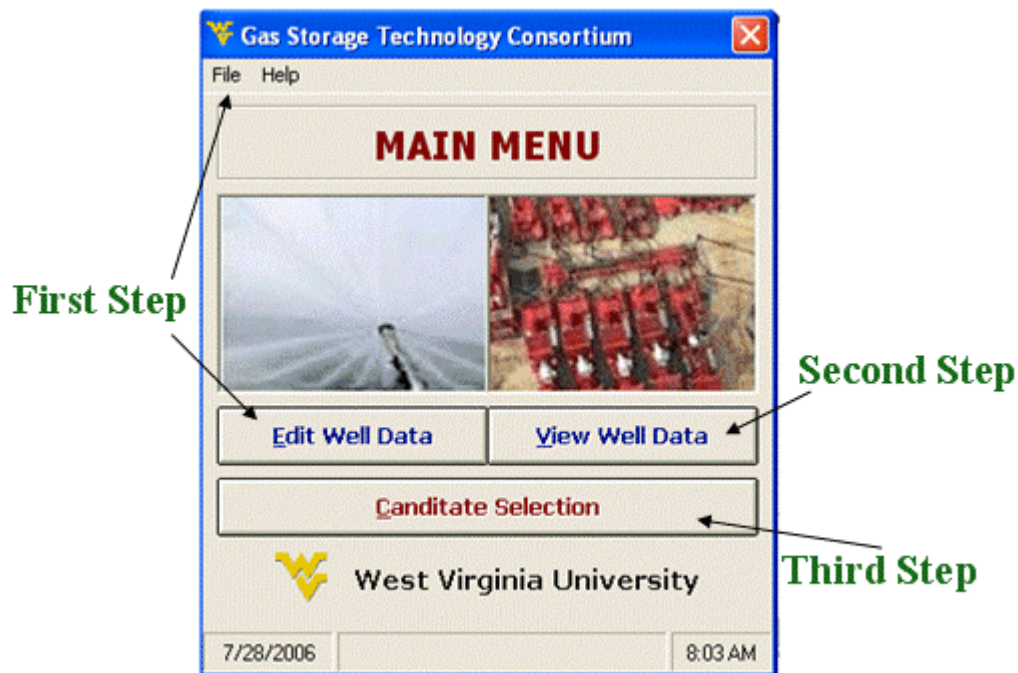 Gas Storage Technology Consortium
File Help
MAIN MENU
First Step
Second Step
Edit Well Data View Well Data
Canditate Selection
Third Step
West Virginia University
7/28/2006 8:03 AM